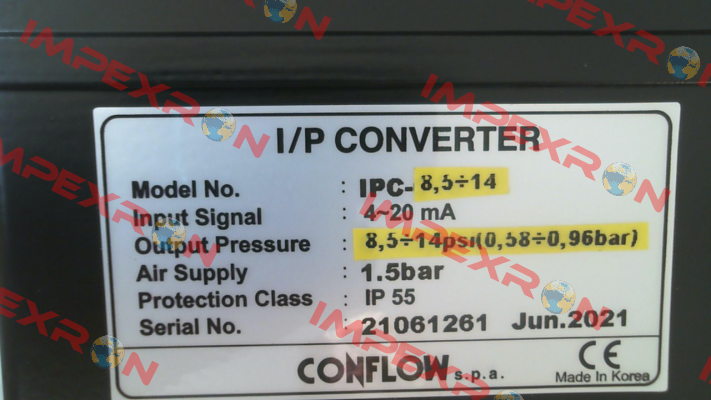 I/P CONVERTER
Model No. : IPC-8,5÷14
Input Signal : 4~20 mA
Output Pressure : 8,5÷14psi(0,58÷0,96bar)
Air Supply : 1.5bar
Protection Class : IP 55
Serial No. : 21061261 Jun.2021
CONFLOW s.p.a. CE
Made In Korea
IMPEXRON
IMPEXRON
IMPEXRON
IMPEXRON
IMPEXRON
IMPEXRON